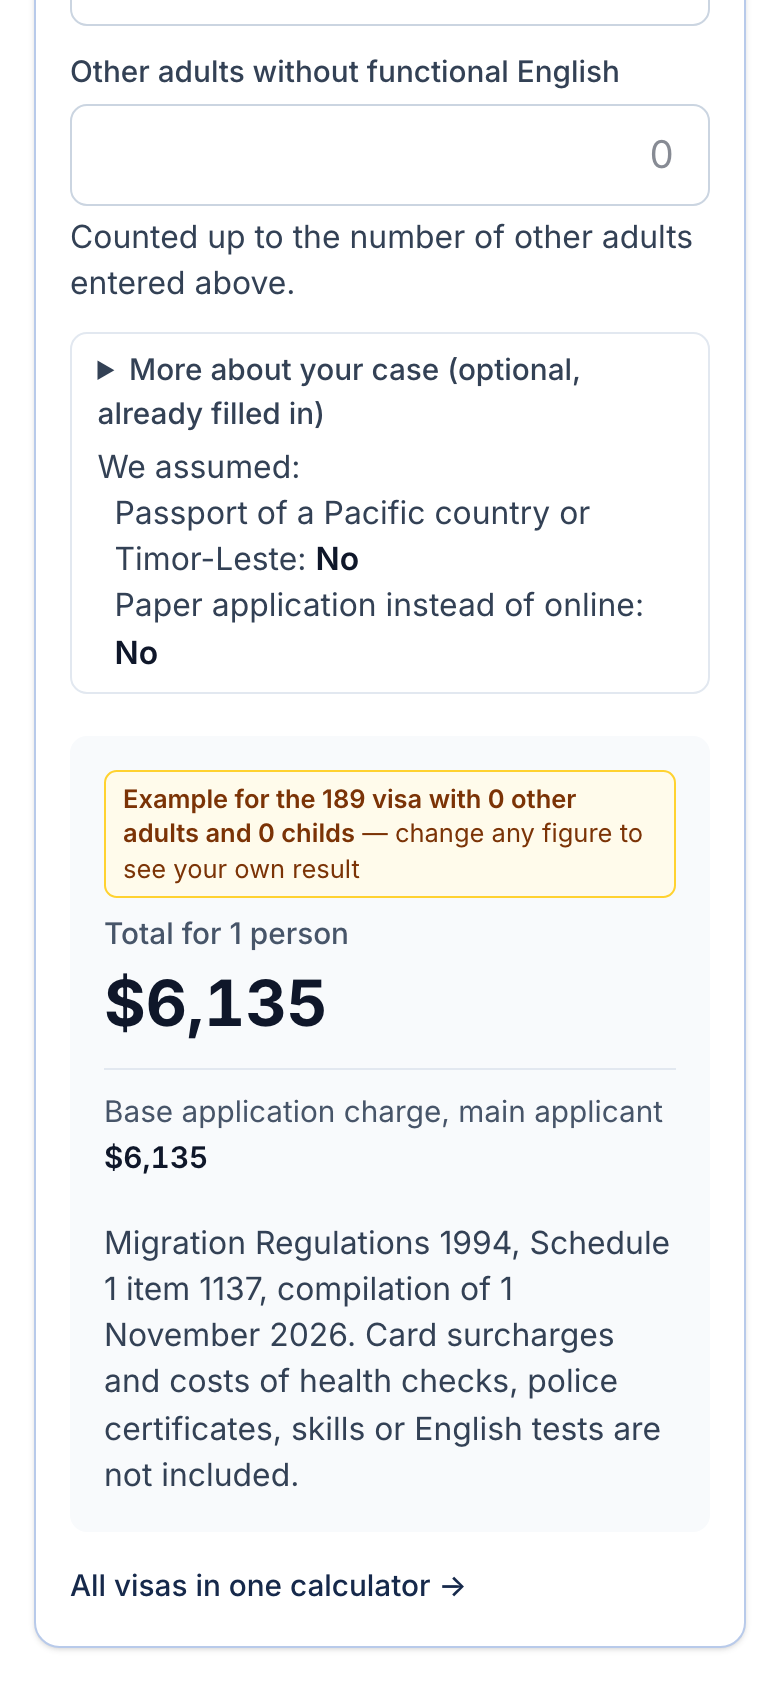 Other adults without functional English
0
Counted up to the number of other adults
entered above.
▶ More about your case (optional,
already filled in)
We assumed:
Passport of a Pacific country or
Timor-Leste: No
Paper application instead of online:
No
Example for the 189 visa with 0 other
adults and 0 childs — change any figure to
see your own result
Total for 1 person
$6,135
Base application charge, main applicant
$6,135
Migration Regulations 1994, Schedule
1 item 1137, compilation of 1
November 2026. Card surcharges
and costs of health checks, police
certificates, skills or English tests are
not included.
All visas in one calculator →